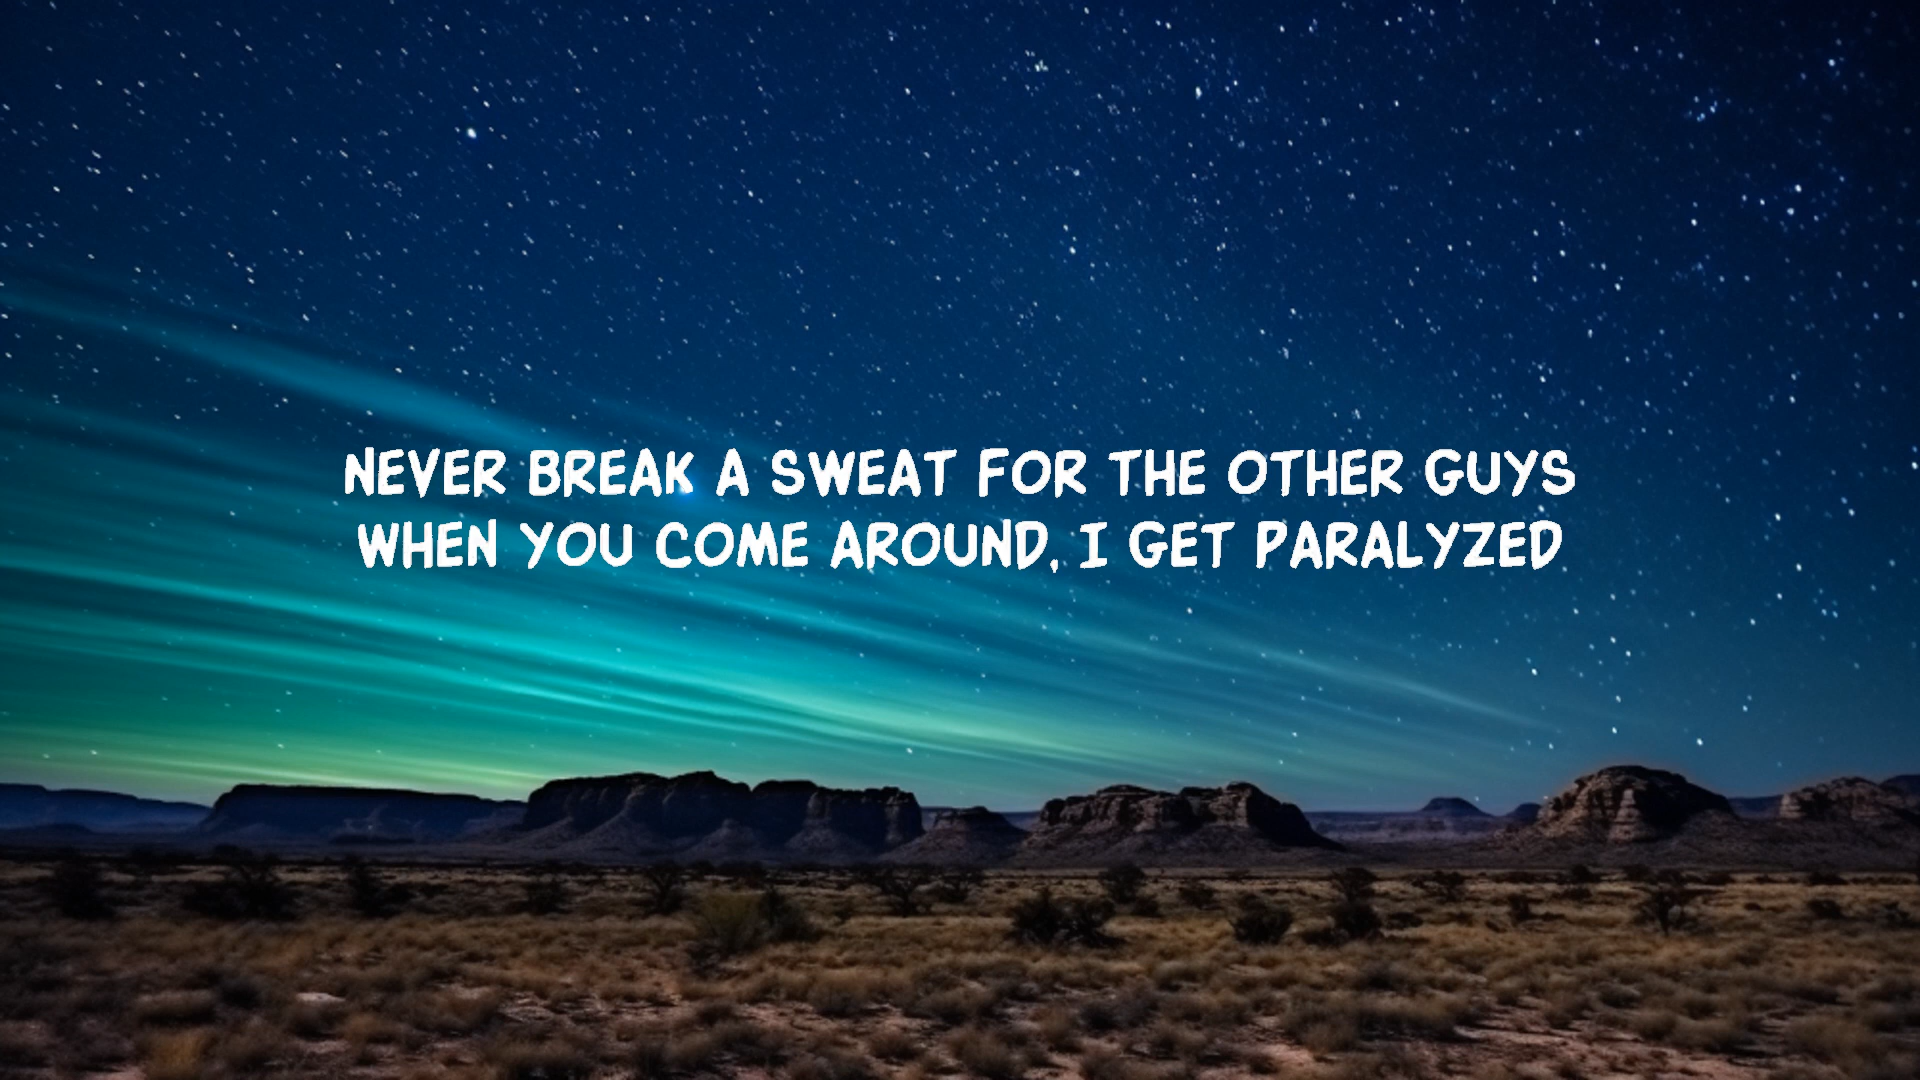 NEVER BREAK A SWEAT FOR THE OTHER GUYS
WHEN YOU COME AROUND, I GET PARALYZED